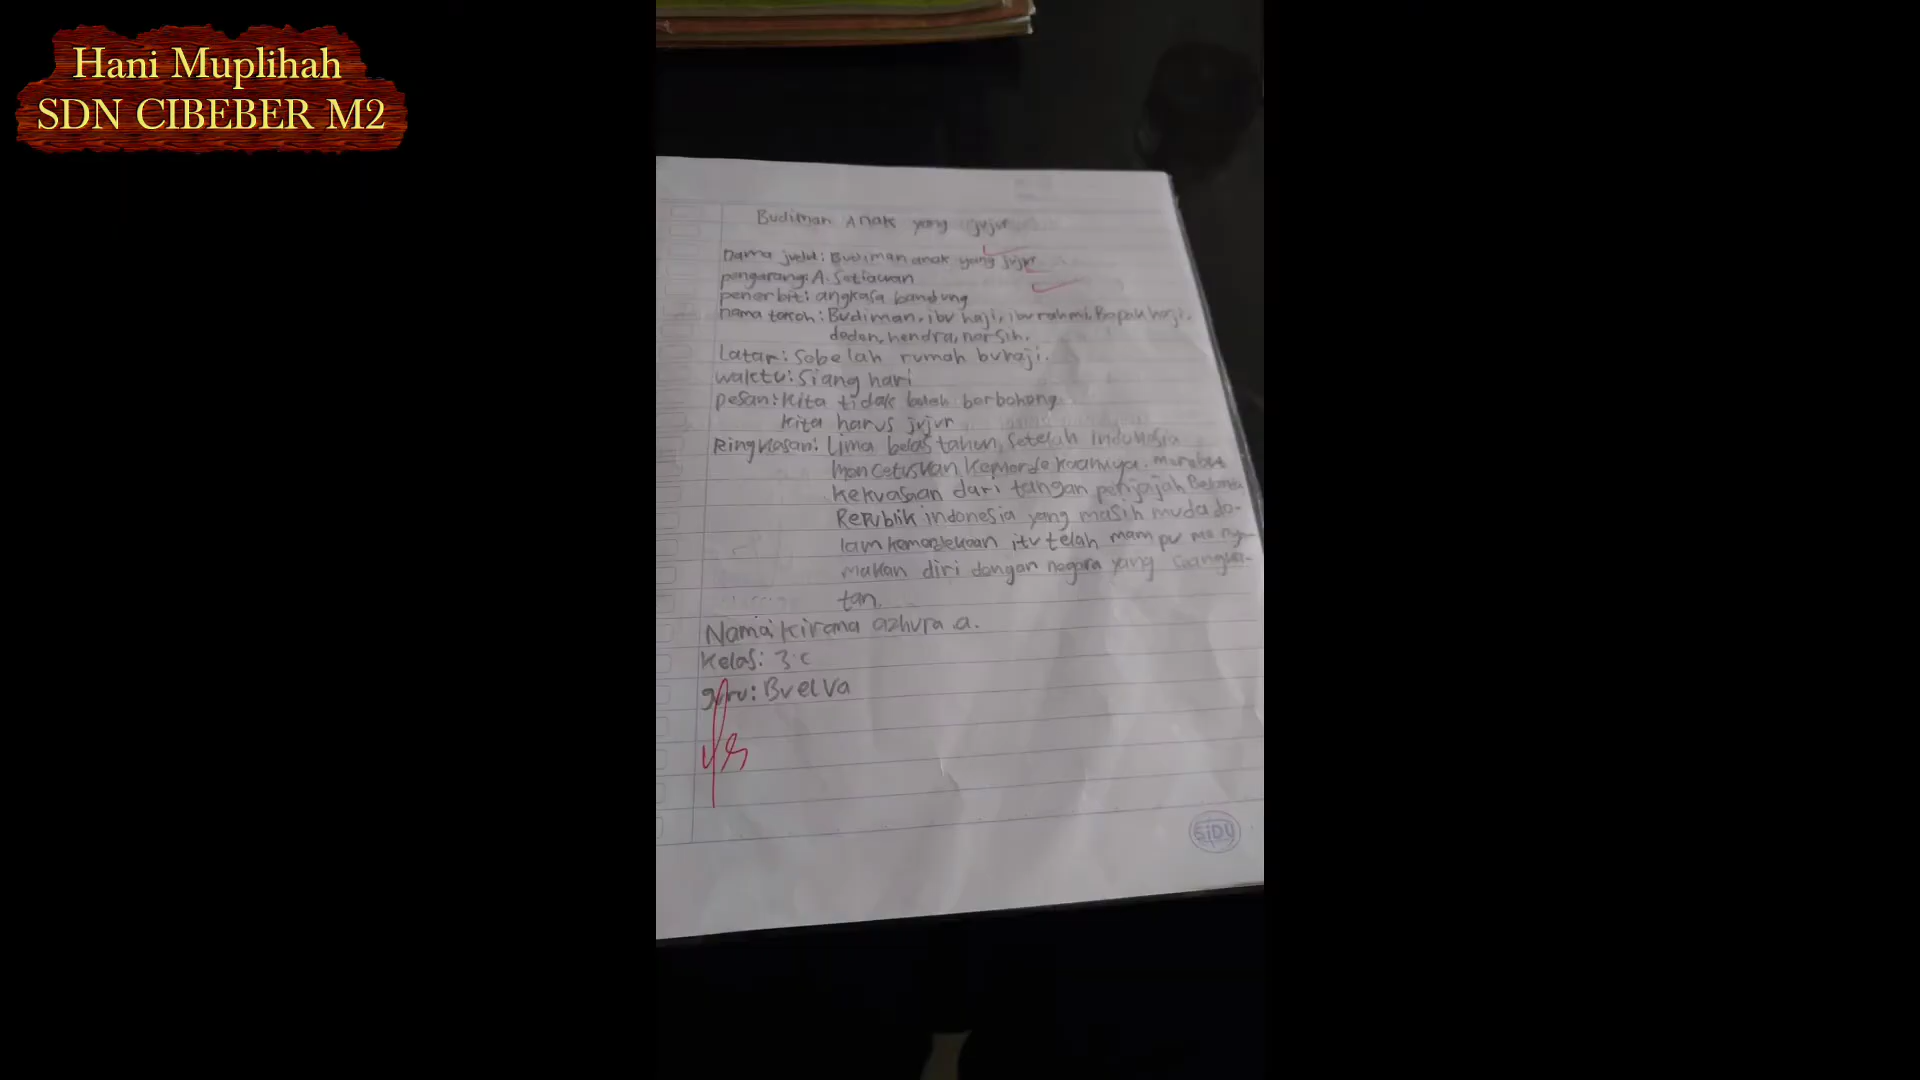 Hani Muplihah
SDN CIBEBER M2
Budiman Anak yang jujur
nama judul: Budiman anak yang jujur
pengarang: A. Setiawan
penerbit: angkasa bandung
nama tokoh: Budiman, ibu haji, ibu rahmi, Bapak haji,
deden, hendra, narsih.
Latar: Sebelah rumah bu haji.
waktu: Siang hari
pesan: Kita tidak boleh berbohong
kita harus jujur
Ringkasan: Lima belas tahun, setelah indonesia
mencetuskan kemerdekaannya. merebut
kekuasaan dari tangan penjajah Belanda
Republik indonesia yang masih muda da-
lam kemerdekaan itu telah mampu
makan diri dengan negara yang
tan.
Nama: kirana azhura .a.
Kelas: 3.c
guru: Bu elva
SiDU